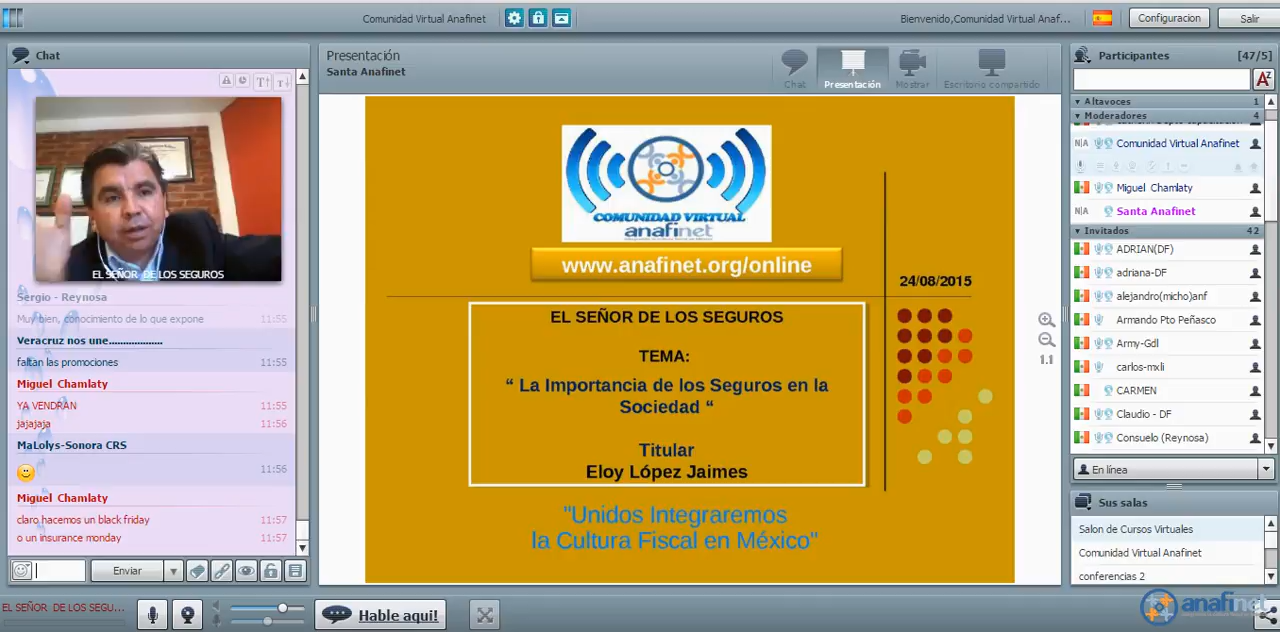 Comunidad Virtual Anafinet
Bienvenido,Comunidad Virtual Anaf...
Configuracion
Salir
Chat
EL SEÑOR DE LOS SEGUROS
Sergio - Reynosa
Muy bien, conocimiento de lo que expone 11:55
Veracruz nos une..................
faltan las promociones 11:55
Miguel Chamlaty
YA VENDRAN 11:55
jajajaja 11:56
MaLolys-Sonora CRS
11:56
Miguel Chamlaty
claro hacemos un black friday 11:57
o un insurance monday 11:57
Enviar
EL SEÑOR DE LOS SEGU...
Hable aqui!
Presentación
Santa Anafinet
Chat
Presentación
Mostrar
Escritorio compartido
COMUNIDAD VIRTUAL
anafinet
www.anafinet.org/online
24/08/2015
EL SEÑOR DE LOS SEGUROS
TEMA:
“ La Importancia de los Seguros en la
Sociedad “
Titular
Eloy López Jaimes
"Unidos Integraremos
la Cultura Fiscal en México"
1.1
Participantes [47/5]
Altavoces 1
Moderadores 4
N/A Comunidad Virtual Anafinet
Miguel Chamlaty
N/A Santa Anafinet
Invitados 42
ADRIAN(DF)
adriana-DF
alejandro(micho)anf
Armando Pto Peñasco
Army-Gdl
carlos-mxli
CARMEN
Claudio - DF
Consuelo (Reynosa)
En línea
Sus salas
Salon de Cursos Virtuales
Comunidad Virtual Anafinet
conferencias 2
anafinet